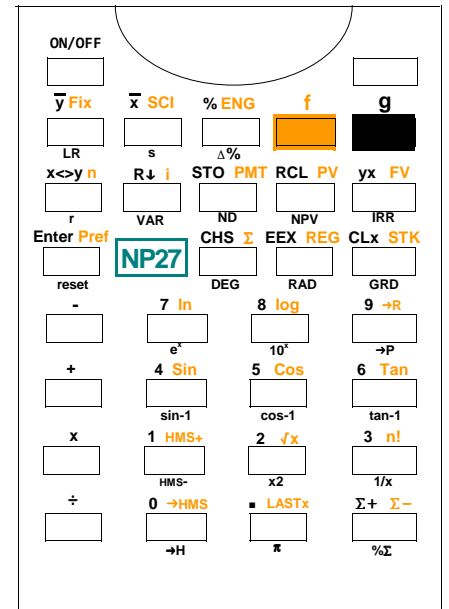 ON/OFF
y̅ Fix x̅ SCI % ENG f g
LR s Δ%
x<>y n R↓ i STO PMT RCL PV yx FV
r VAR ND NPV IRR
Enter Pref NP27 CHS Σ EEX REG CLx STK
reset DEG RAD GRD
- 7 ln 8 log 9 →R
eˣ 10ˣ →P
+ 4 Sin 5 Cos 6 Tan
sin-1 cos-1 tan-1
x 1 HMS+ 2 √x 3 n!
HMS- x2 1/x
÷ 0 →HMS ▪ LASTx Σ+ Σ−
→H π %Σ